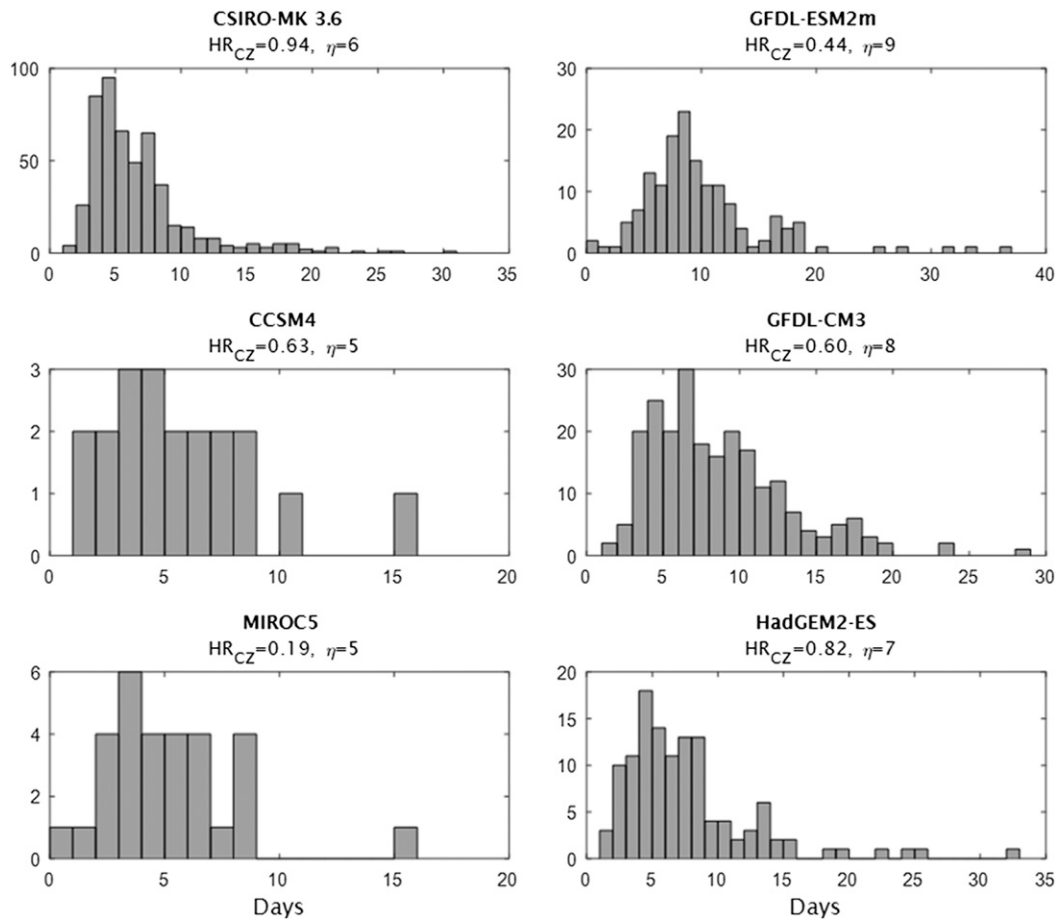 CSIRO-MK 3.6
HR_CZ=0.94, η=6
100
50
0
0 5 10 15 20 25 30 35
GFDL-ESM2m
HR_CZ=0.44, η=9
30
20
10
0
0 10 20 30 40
CCSM4
HR_CZ=0.63, η=5
3
2
1
0
0 5 10 15 20
GFDL-CM3
HR_CZ=0.60, η=8
30
20
10
0
0 5 10 15 20 25 30
MIROC5
HR_CZ=0.19, η=5
6
4
2
0
0 5 10 15 20
Days
HadGEM2-ES
HR_CZ=0.82, η=7
20
15
10
5
0
0 5 10 15 20 25 30 35
Days